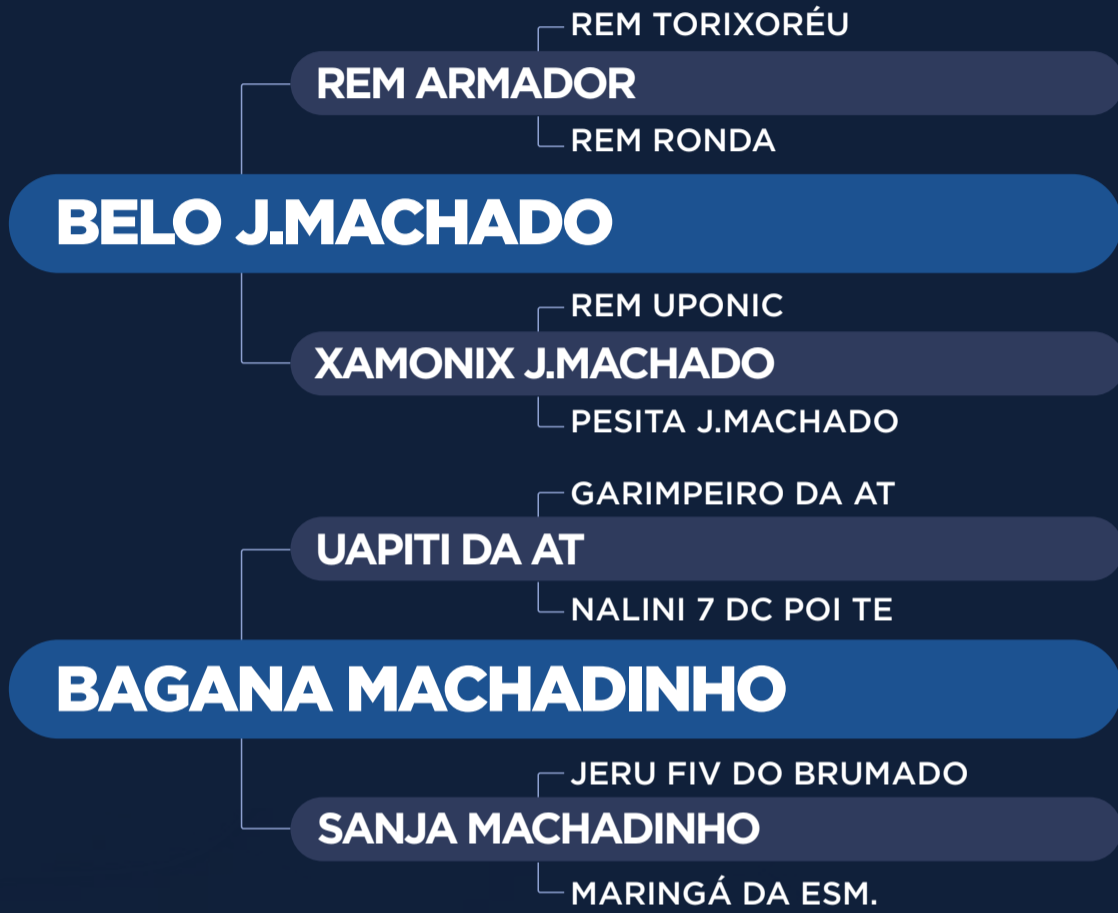 REM TORIXORÉU
REM ARMADOR
REM RONDA
BELO J.MACHADO
REM UPONIC
XAMONIX J.MACHADO
PESITA J.MACHADO
GARIMPEIRO DA AT
UAPITI DA AT
NALINI 7 DC POI TE
BAGANA MACHADINHO
JERU FIV DO BRUMADO
SANJA MACHADINHO
MARINGÁ DA ESM.